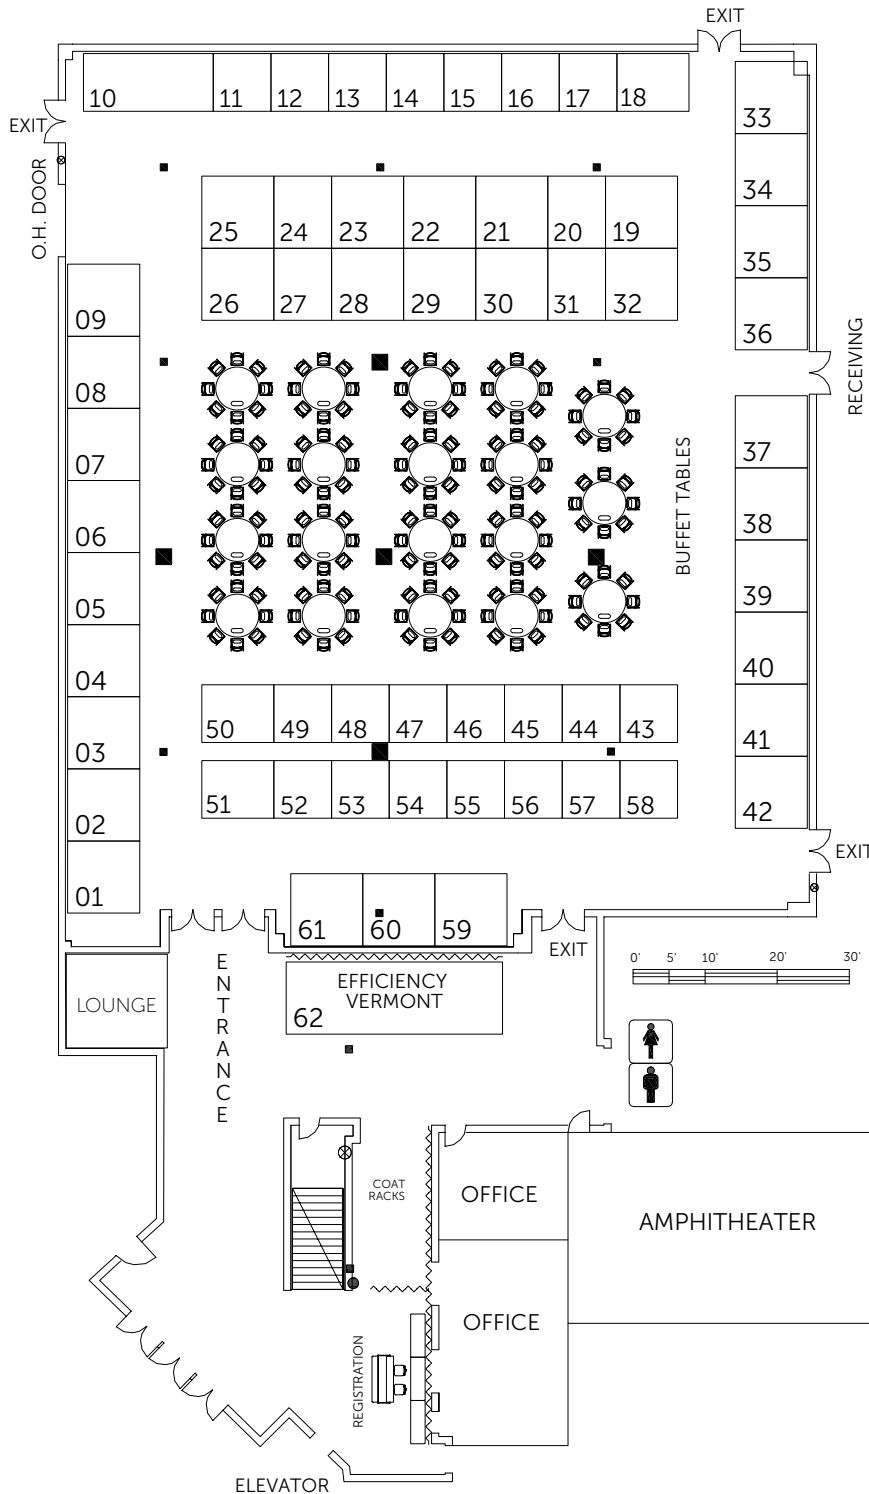 EXIT
10 11 12 13 14 15 16 17 18
33
EXIT
O.H. DOOR
34
25 24 23 22 21 20 19
35
26 27 28 29 30 31 32
09
36
RECEIVING
08
BUFFET TABLES
07
37
06
38
05
39
04
40
50 49 48 47 46 45 44 43
03
41
51 52 53 54 55 56 57 58
02
42
EXIT
01
61 60 59
EXIT
ENTRANCE
0' 5' 10' 20' 30'
EFFICIENCY
VERMONT
62
LOUNGE
COAT
RACKS
OFFICE
AMPHITHEATER
OFFICE
REGISTRATION
ELEVATOR